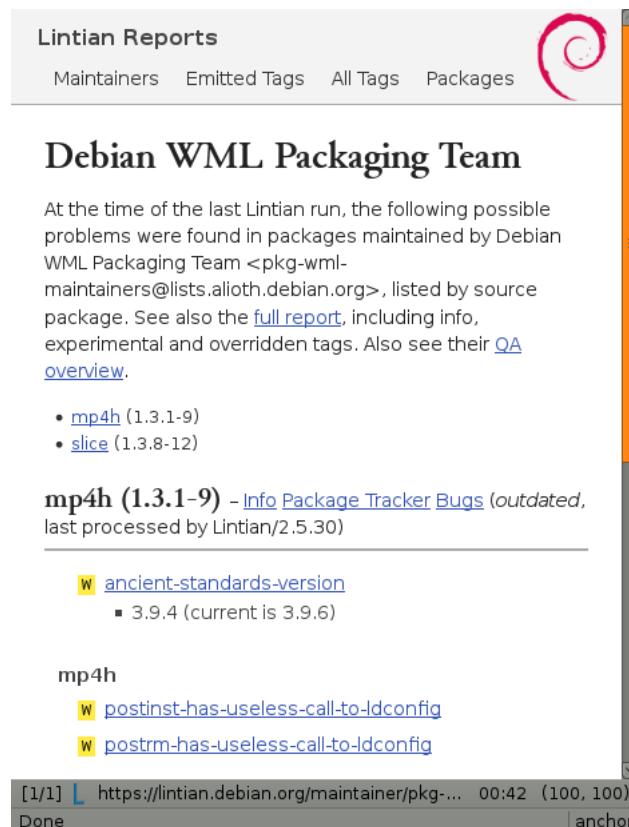 Lintian Reports
Maintainers Emitted Tags All Tags Packages
Debian WML Packaging Team
At the time of the last Lintian run, the following possible
problems were found in packages maintained by Debian
WML Packaging Team <pkg-wml-
maintainers@lists.alioth.debian.org>, listed by source
package. See also the full report, including info,
experimental and overridden tags. Also see their QA
overview.
• mp4h (1.3.1-9)
• slice (1.3.8-12)
mp4h (1.3.1-9) – Info Package Tracker Bugs (outdated,
last processed by Lintian/2.5.30)
W ancient-standards-version
▪ 3.9.4 (current is 3.9.6)
mp4h
W postinst-has-useless-call-to-ldconfig
W postrm-has-useless-call-to-ldconfig
[1/1] https://lintian.debian.org/maintainer/pkg-... 00:42 (100, 100)
Done anchor